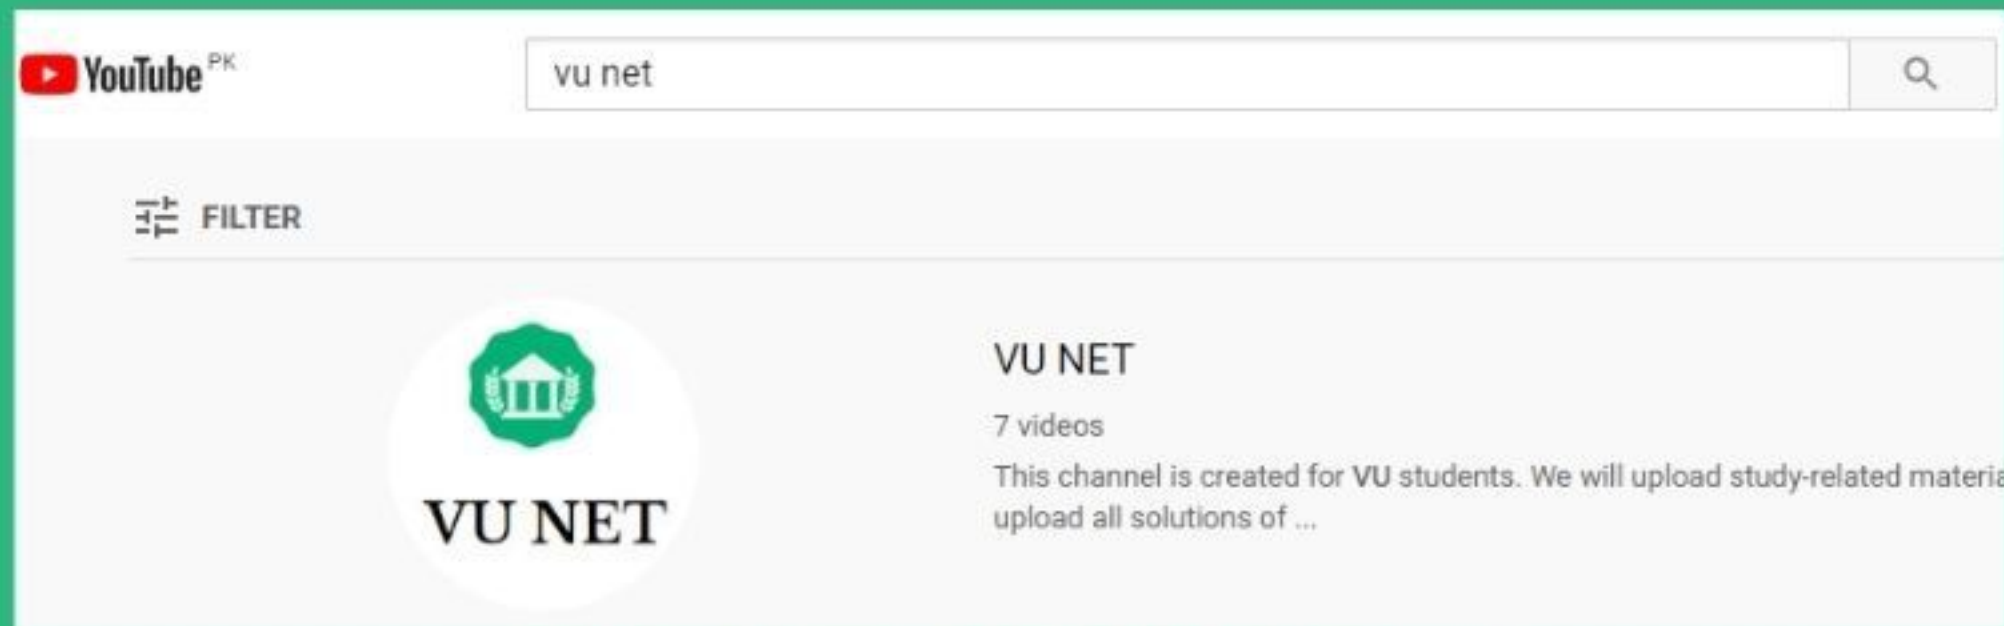 YouTube PK
vu net
FILTER
VU NET
VU NET
7 videos
This channel is created for VU students. We will upload study-related materia
upload all solutions of ...